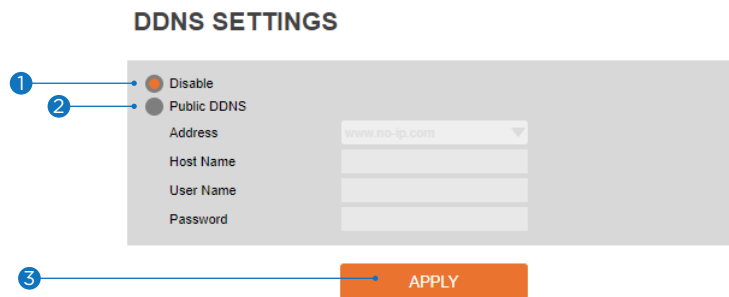 DDNS SETTINGS
1 Disable
2 Public DDNS
Address www.no-ip.com
Host Name
User Name
Password
3 APPLY